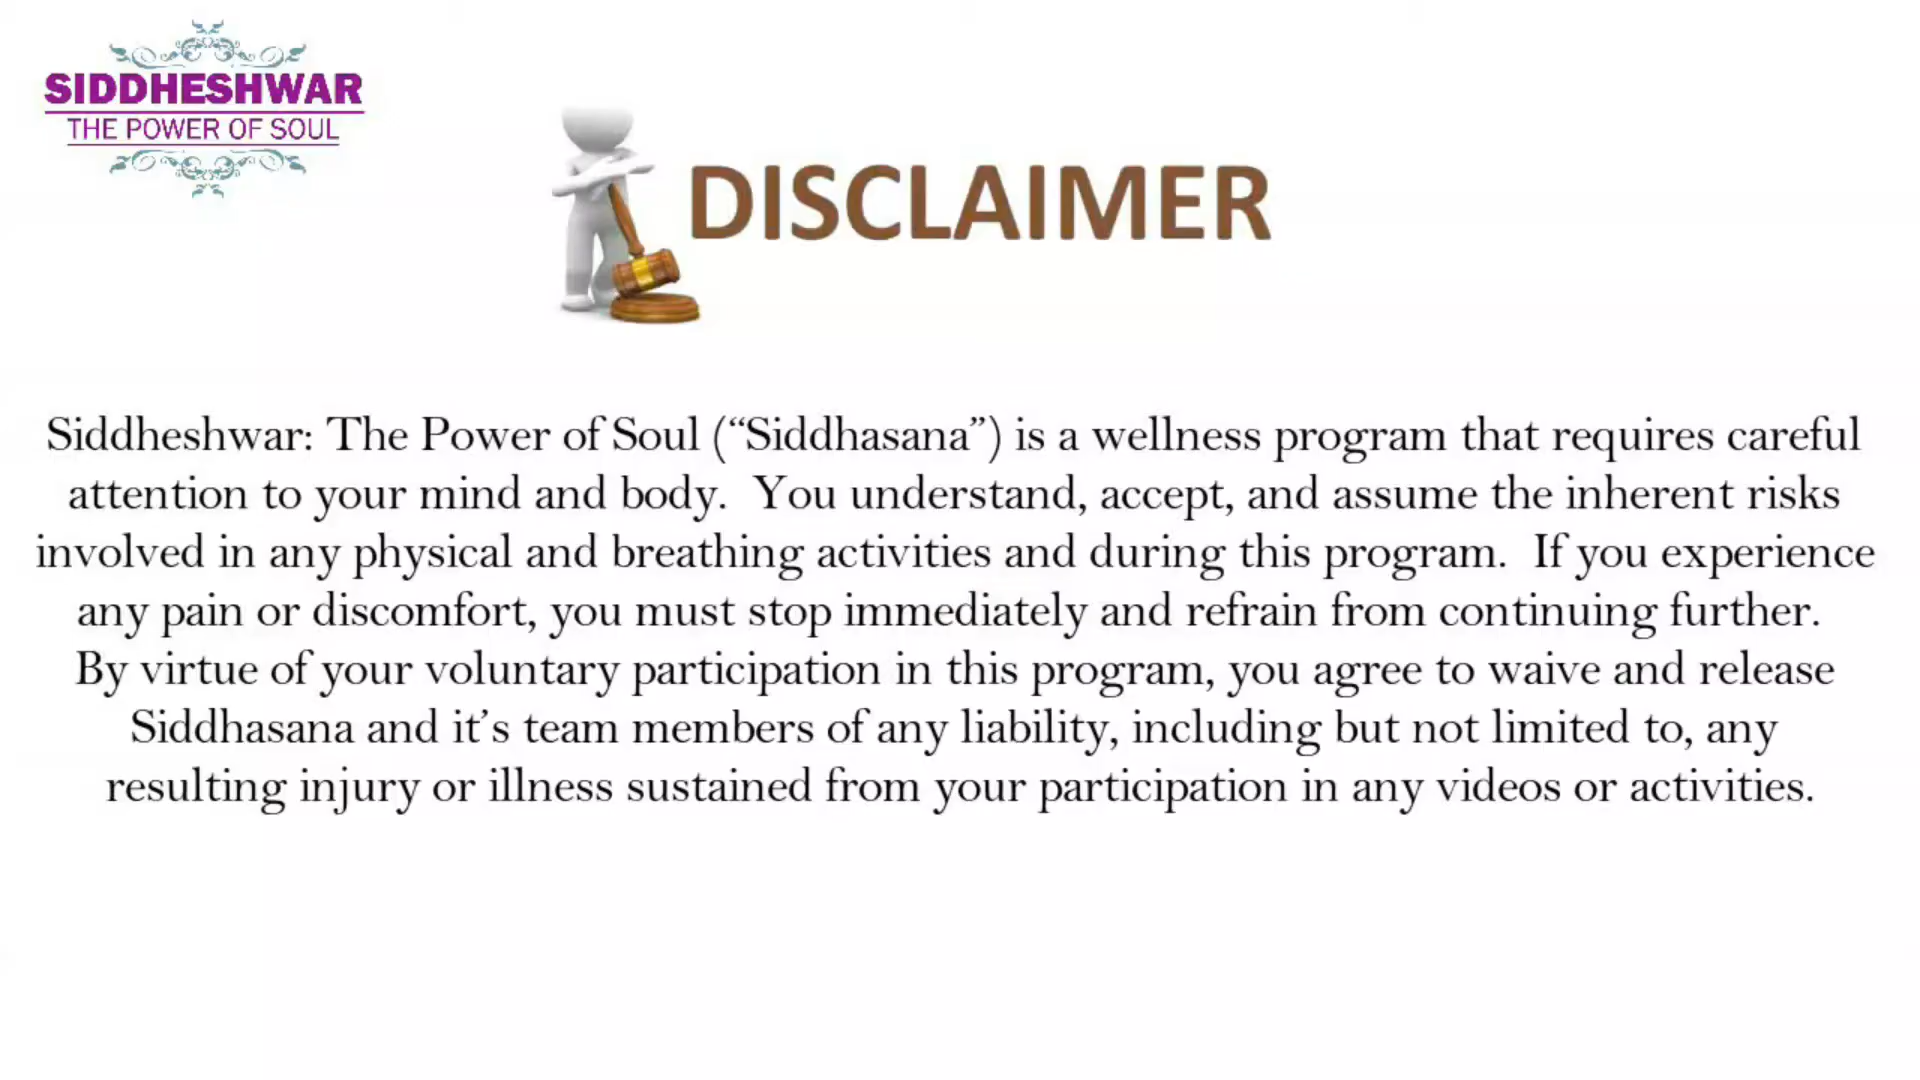 SIDDHESHWAR
THE POWER OF SOUL
DISCLAIMER
Siddheshwar: The Power of Soul (“Siddhasana”) is a wellness program that requires careful
attention to your mind and body.  You understand, accept, and assume the inherent risks
involved in any physical and breathing activities and during this program.  If you experience
any pain or discomfort, you must stop immediately and refrain from continuing further.
By virtue of your voluntary participation in this program, you agree to waive and release
Siddhasana and it’s team members of any liability, including but not limited to, any
resulting injury or illness sustained from your participation in any videos or activities.